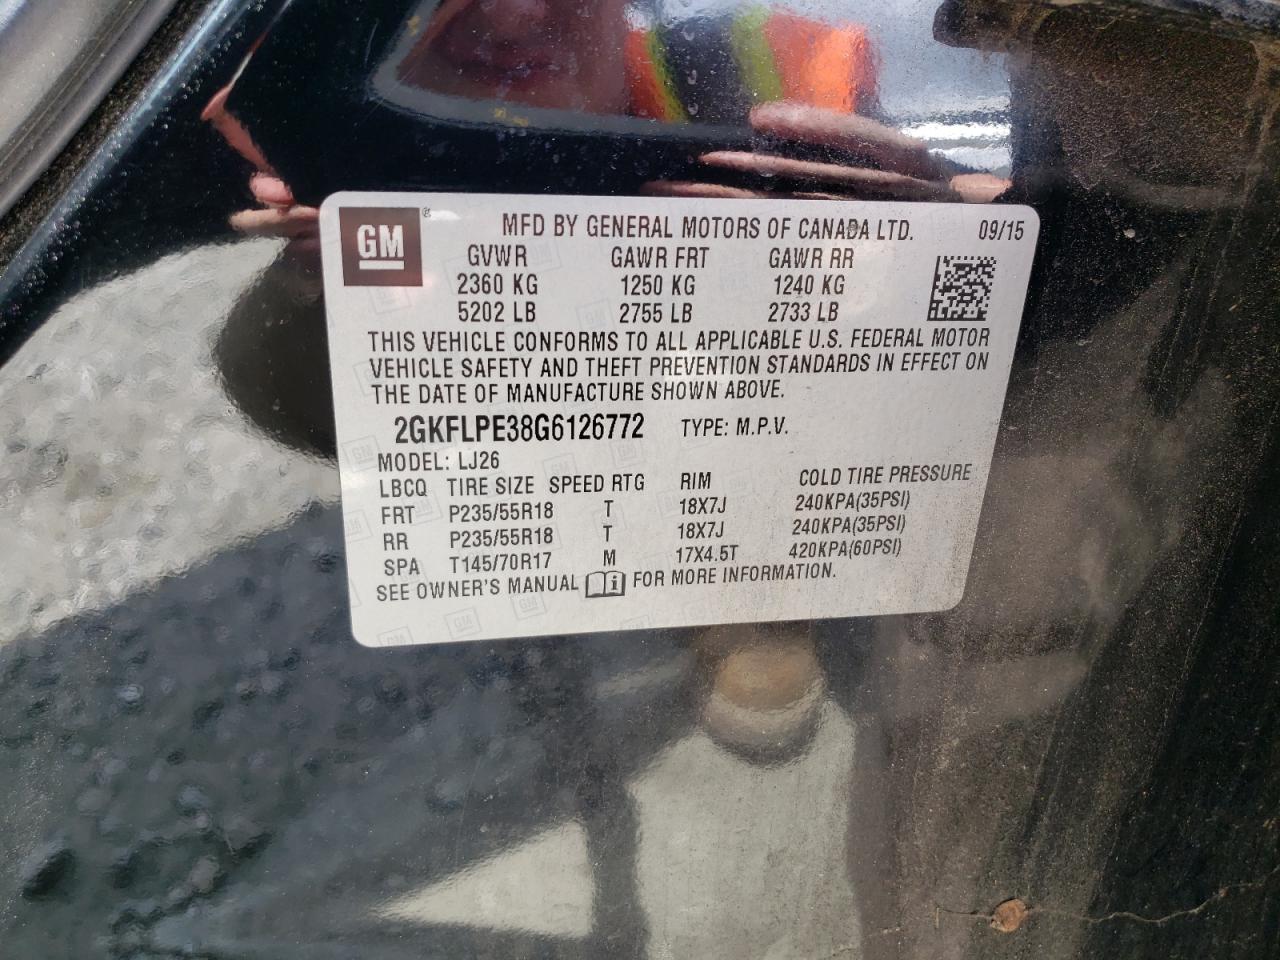 GM ® MFD BY GENERAL MOTORS OF CANADA LTD. 09/15
GVWR GAWR FRT GAWR RR
2360 KG 1250 KG 1240 KG
5202 LB 2755 LB 2733 LB
THIS VEHICLE CONFORMS TO ALL APPLICABLE U.S. FEDERAL MOTOR
VEHICLE SAFETY AND THEFT PREVENTION STANDARDS IN EFFECT ON
THE DATE OF MANUFACTURE SHOWN ABOVE.
2GKFLPE38G6126772 TYPE: M.P.V.
MODEL: LJ26
LBCQ TIRE SIZE SPEED RTG RIM COLD TIRE PRESSURE
FRT P235/55R18 T 18X7J 240KPA(35PSI)
RR P235/55R18 T 18X7J 240KPA(35PSI)
SPA T145/70R17 M 17X4.5T 420KPA(60PSI)
SEE OWNER'S MANUAL i FOR MORE INFORMATION.